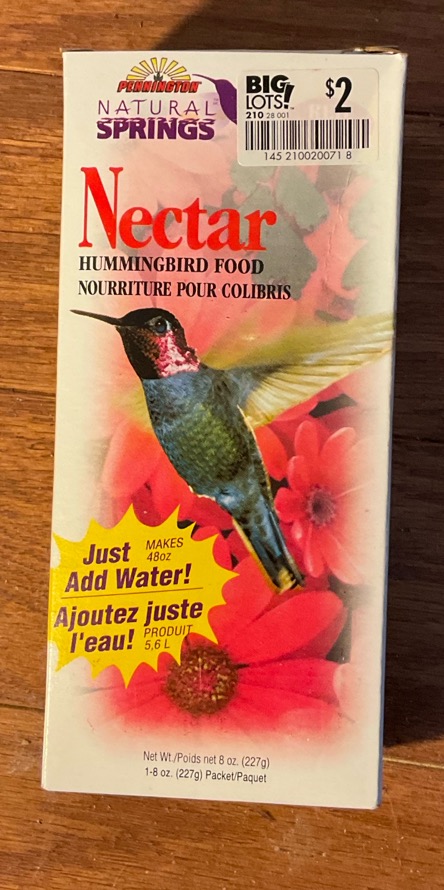 PENNINGTON
NATURAL
SPRINGS
BIG
LOTS!
$2
210 28 001
145 210020071 8
Nectar
HUMMINGBIRD FOOD
NOURRITURE POUR COLIBRIS
Just MAKES
48oz
Add Water!
Ajoutez juste
l'eau! PRODUIT
5,6 L
Net Wt./Poids net 8 oz. (227g)
1-8 oz. (227g) Packet/Paquet